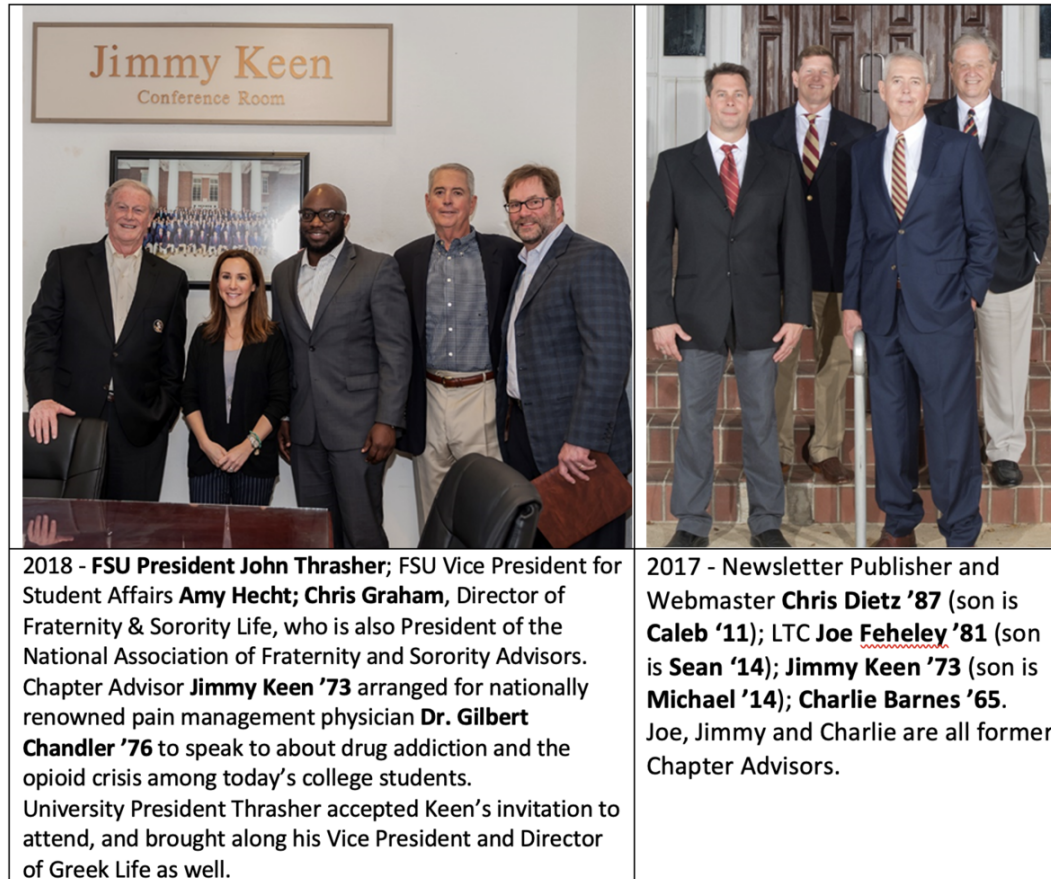 Jimmy Keen
Conference Room
2018 - FSU President John Thrasher; FSU Vice President for
Student Affairs Amy Hecht; Chris Graham, Director of
Fraternity & Sorority Life, who is also President of the
National Association of Fraternity and Sorority Advisors.
Chapter Advisor Jimmy Keen ’73 arranged for nationally
renowned pain management physician Dr. Gilbert
Chandler ’76 to speak to about drug addiction and the
opioid crisis among today’s college students.
University President Thrasher accepted Keen’s invitation to
attend, and brought along his Vice President and Director
of Greek Life as well.
2017 - Newsletter Publisher and
Webmaster Chris Dietz ’87 (son is
Caleb ‘11); LTC Joe Feheley ’81 (son
is Sean ‘14); Jimmy Keen ’73 (son is
Michael ’14); Charlie Barnes ’65.
Joe, Jimmy and Charlie are all former
Chapter Advisors.